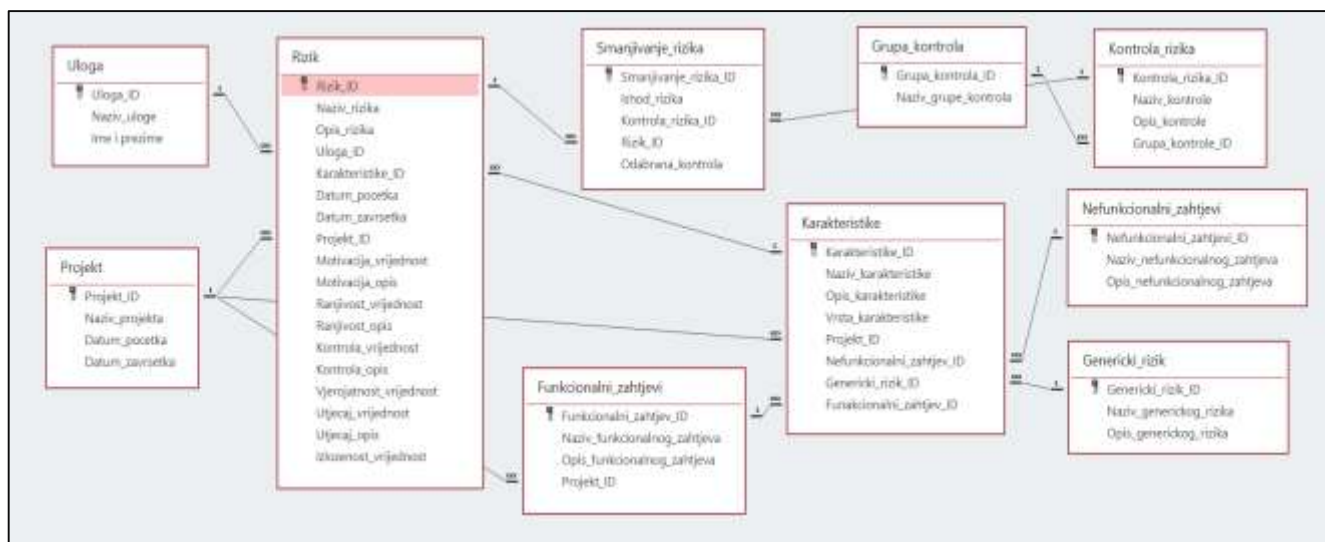 Uloga
Uloga_ID
Naziv_uloge
Ime i prezime
Projekt
Projekt_ID
Naziv_projekta
Datum_pocetka
Datum_zavrsetka
Rizik
Rizik_ID
Naziv_rizika
Opis_rizika
Uloga_ID
Karakteristike_ID
Datum_pocetka
Datum_zavrsetka
Projekt_ID
Motivacija_vrijednost
Motivacija_opis
Ranjivost_vrijednost
Ranjivost_opis
Kontrola_vrijednost
Kontrola_opis
Vjerojatnost_vrijednost
Utjecaj_vrijednost
Utjecaj_opis
Izlozenost_vrijednost
Smanjivanje_rizika
Smanjivanje_rizika_ID
Ishod_rizika
Kontrola_rizika_ID
Rizik_ID
Odabrana_kontrola
Funkcionalni_zahtjevi
Funkcionalni_zahtjev_ID
Naziv_funkcionalnog_zahtjeva
Opis_funkcionalnog_zahtjeva
Projekt_ID
Grupa_kontrola
Grupa_kontrola_ID
Naziv_grupe_kontrola
Karakteristike
Karakteristike_ID
Naziv_karakteristike
Opis_karakteristike
Vrsta_karakteristike
Projekt_ID
Nefunkcionalni_zahtjev_ID
Genericki_rizik_ID
Funakcionalni_zahtjev_ID
Kontrola_rizika
Kontrola_rizika_ID
Naziv_kontrole
Opis_kontrole
Grupa_kontrole_ID
Nefunkcionalni_zahtjevi
Nefunkcionalni_zahtjevi_ID
Naziv_nefunkcionalnog_zahtjeva
Opis_nefunkcionalnog_zahtjeva
Genericki_rizik
Genericki_rizik_ID
Naziv_generickog_rizika
Opis_generickog_rizika